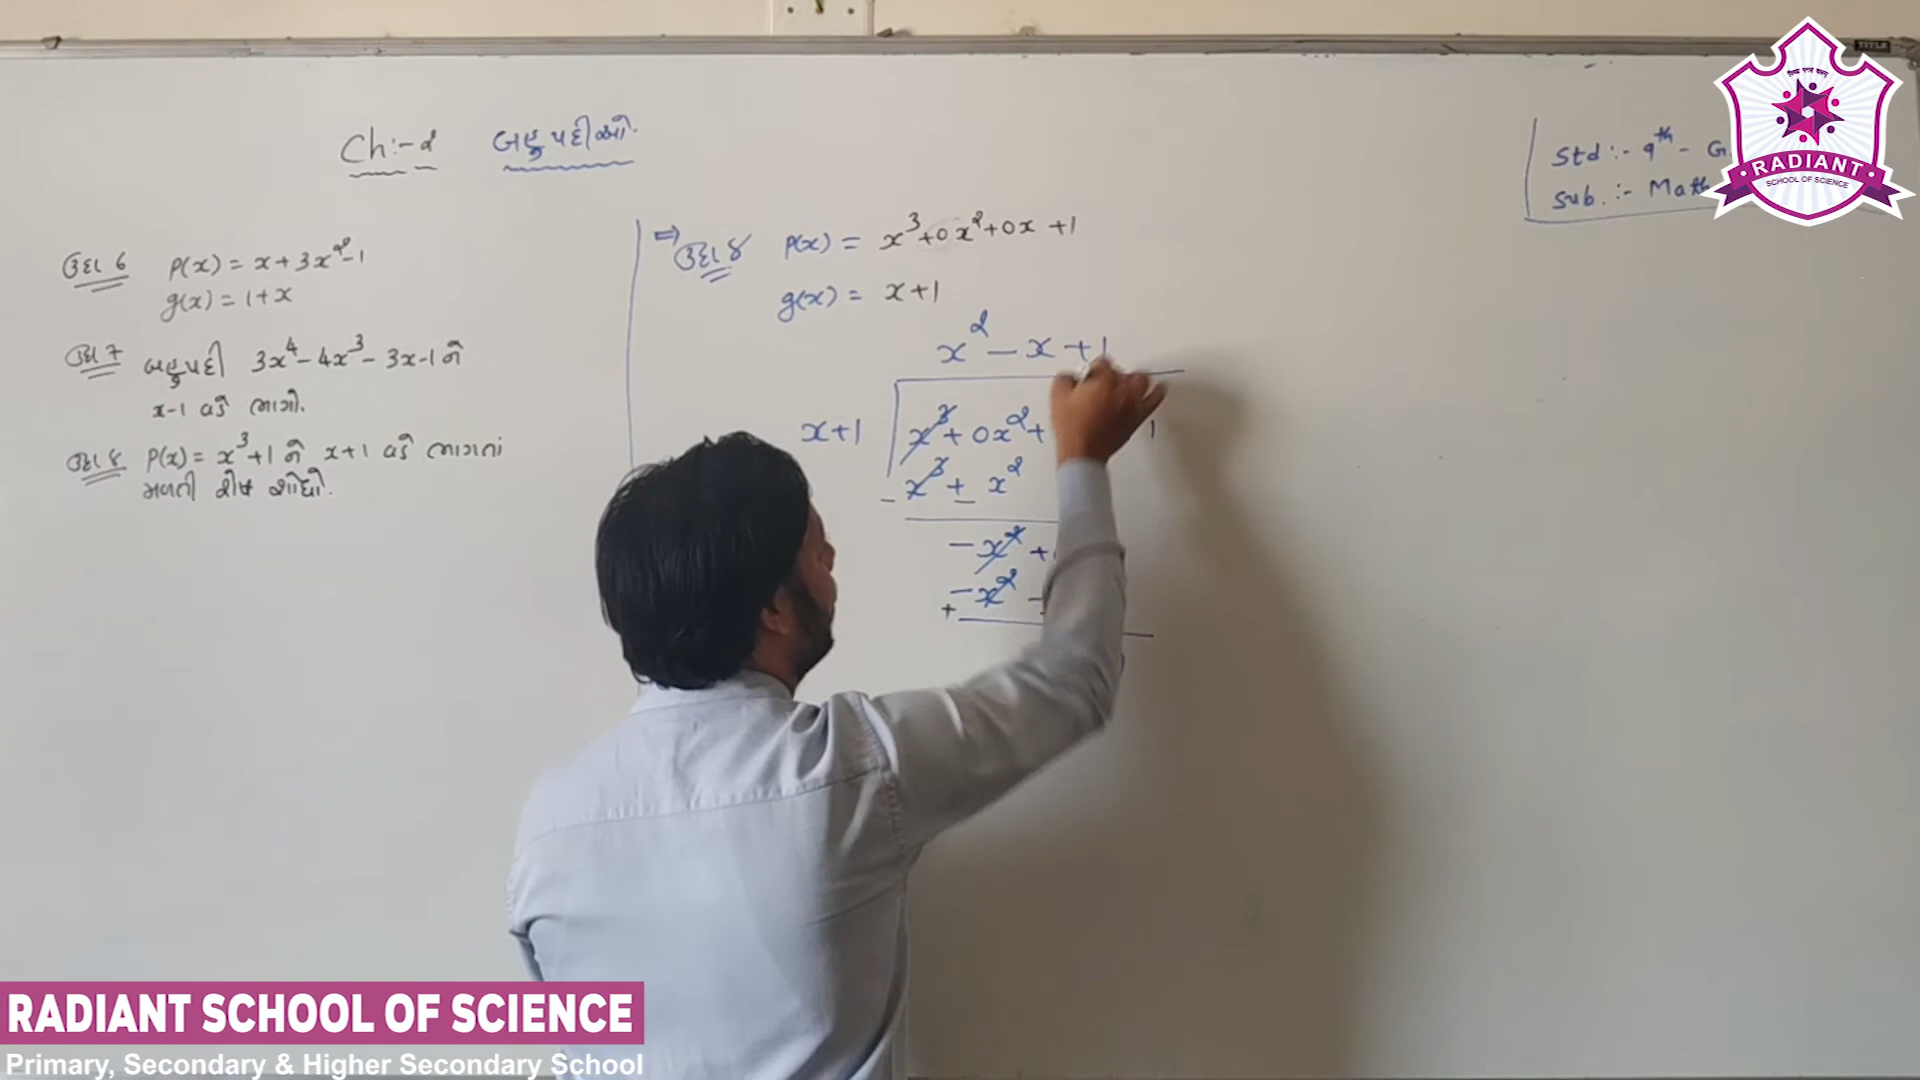 Ch:- 2 બહુપદીઓ.
Std :- 9th - G
Sub. :- Math
ઉદા 6 p(x) = x + 3x² - 1
g(x) = 1 + x
ઉદા 7 બહુપદી 3x⁴ - 4x³ - 3x - 1 ને
x-1 વડે ભાગો.
ઉદા 8 P(x) = x³ + 1 ને x + 1 વડે ભાગતાં
મળતી શેષ શોધો.
⇒ ઉદા 8 p(x) = x³ + 0x² + 0x + 1
g(x) = x + 1
x² - x + 1
x+1 x³ + 0x² + 1
- x³ + x²
-
- x² +
- x² -
+
RADIANT
SCHOOL OF SCIENCE
RADIANT SCHOOL OF SCIENCE
Primary, Secondary & Higher Secondary School